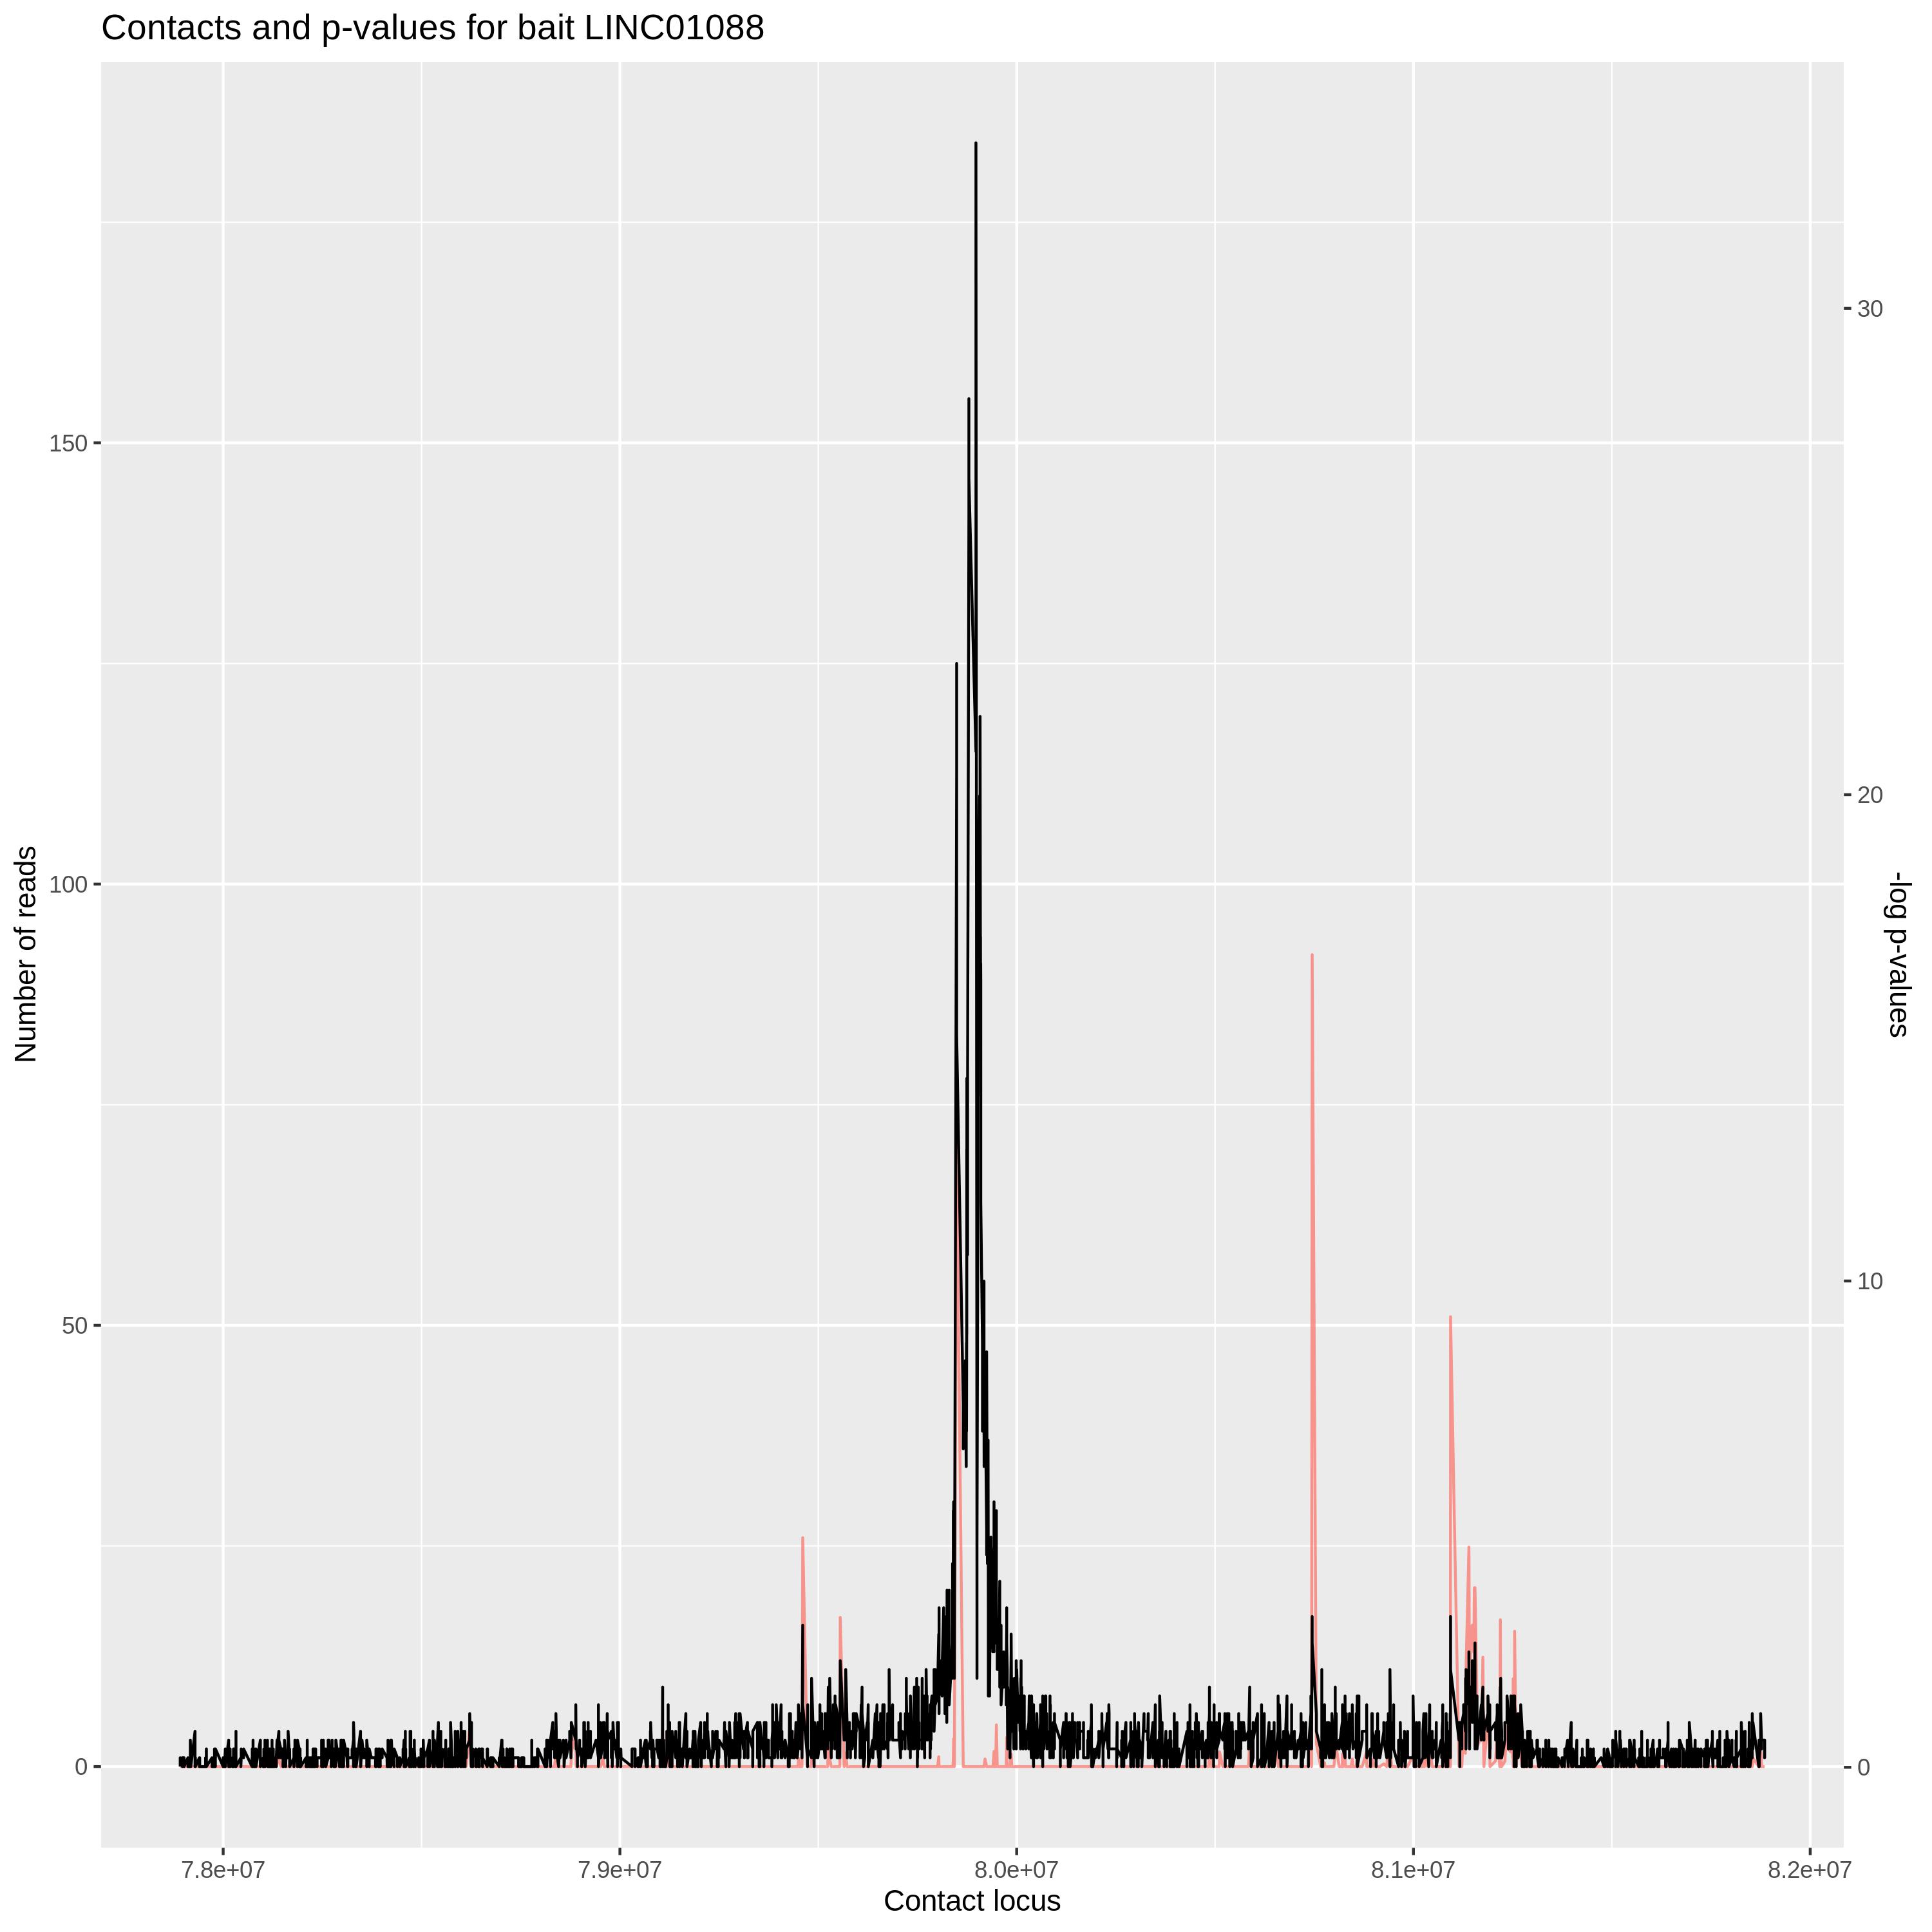 Contacts and p-values for bait LINC01088
Number of reads
150
100
50
0
30
20
10
0
-log p-values
7.8e+07
7.9e+07
8.0e+07
8.1e+07
8.2e+07
Contact locus